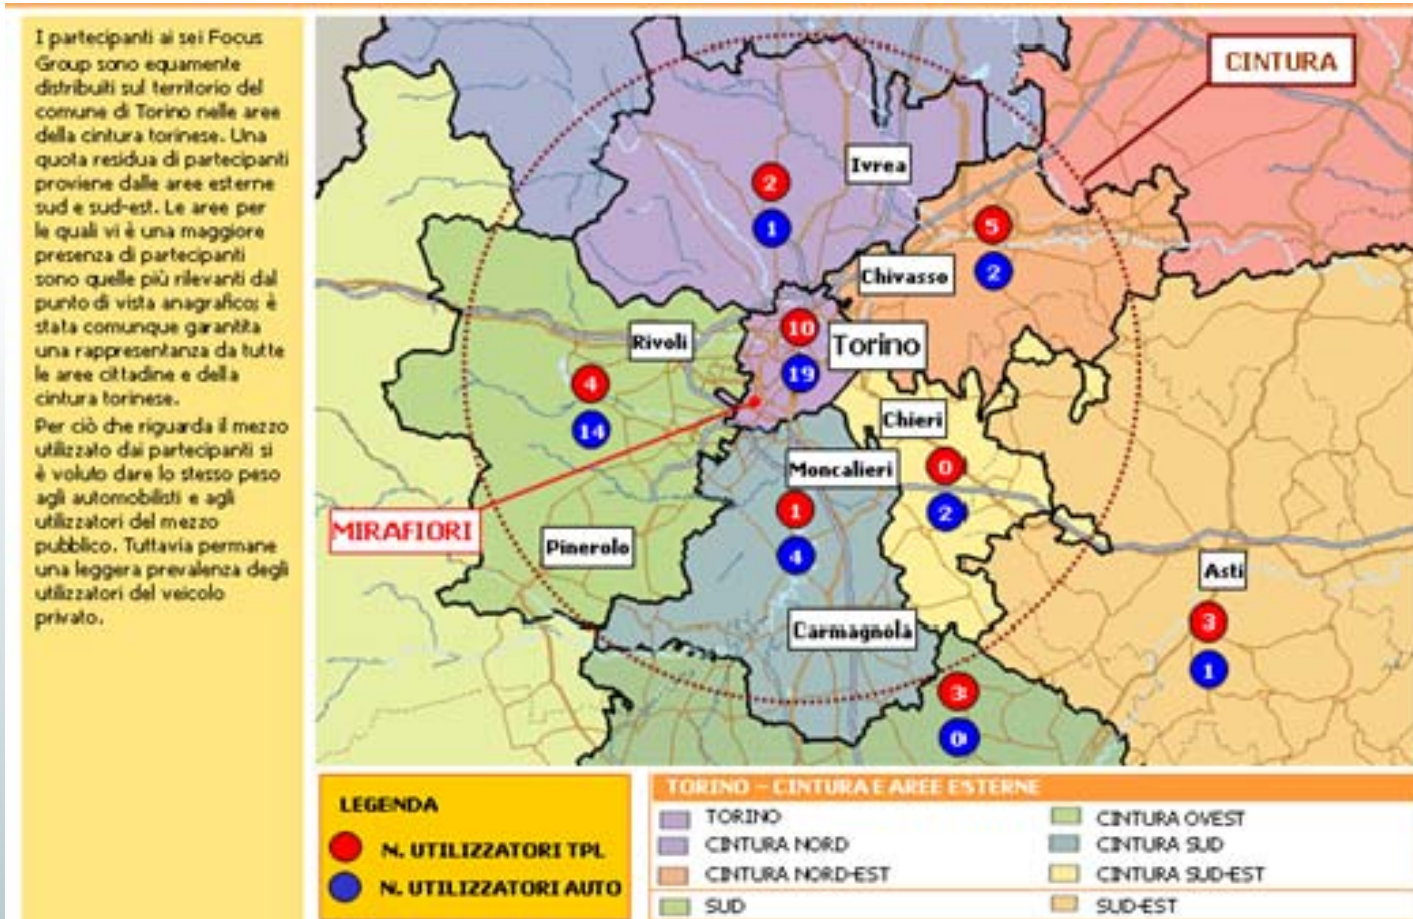 I partecipanti ai sei Focus
Group sono equamente
distribuiti sul territorio del
comune di Torino nelle aree
della cintura torinese. Una
quota residua di partecipanti
proviene dalle aree esterne
sud e sud-est. Le aree per
le quali vi è una maggiore
presenza di partecipanti
sono quelle più rilevanti dal
punto di vista anagrafico; è
stata comunque garantita
una rappresentanza da tutte
le aree cittadine e della
cintura torinese.
Per ciò che riguarda il mezzo
utilizzato dai partecipanti si
è voluto dare lo stesso peso
agli automobilisti e agli
utilizzatori del mezzo
pubblico. Tuttavia permane
una leggera prevalenza degli
utilizzatori del veicolo
privato.
CINTURA
Ivrea
2
1
5
2
Chivasso
Rivoli
10
Torino
19
4
14
Chieri
0
2
Moncalieri
1
4
MIRAFIORI
Pinerolo
Asti
3
1
Carmagnola
3
0
LEGENDA
N. UTILIZZATORI TPL
N. UTILIZZATORI AUTO
TORINO – CINTURA E AREE ESTERNE
TORINO
CINTURA NORD
CINTURA NORD-EST
SUD
CINTURA OVEST
CINTURA SUD
CINTURA SUD-EST
SUD-EST